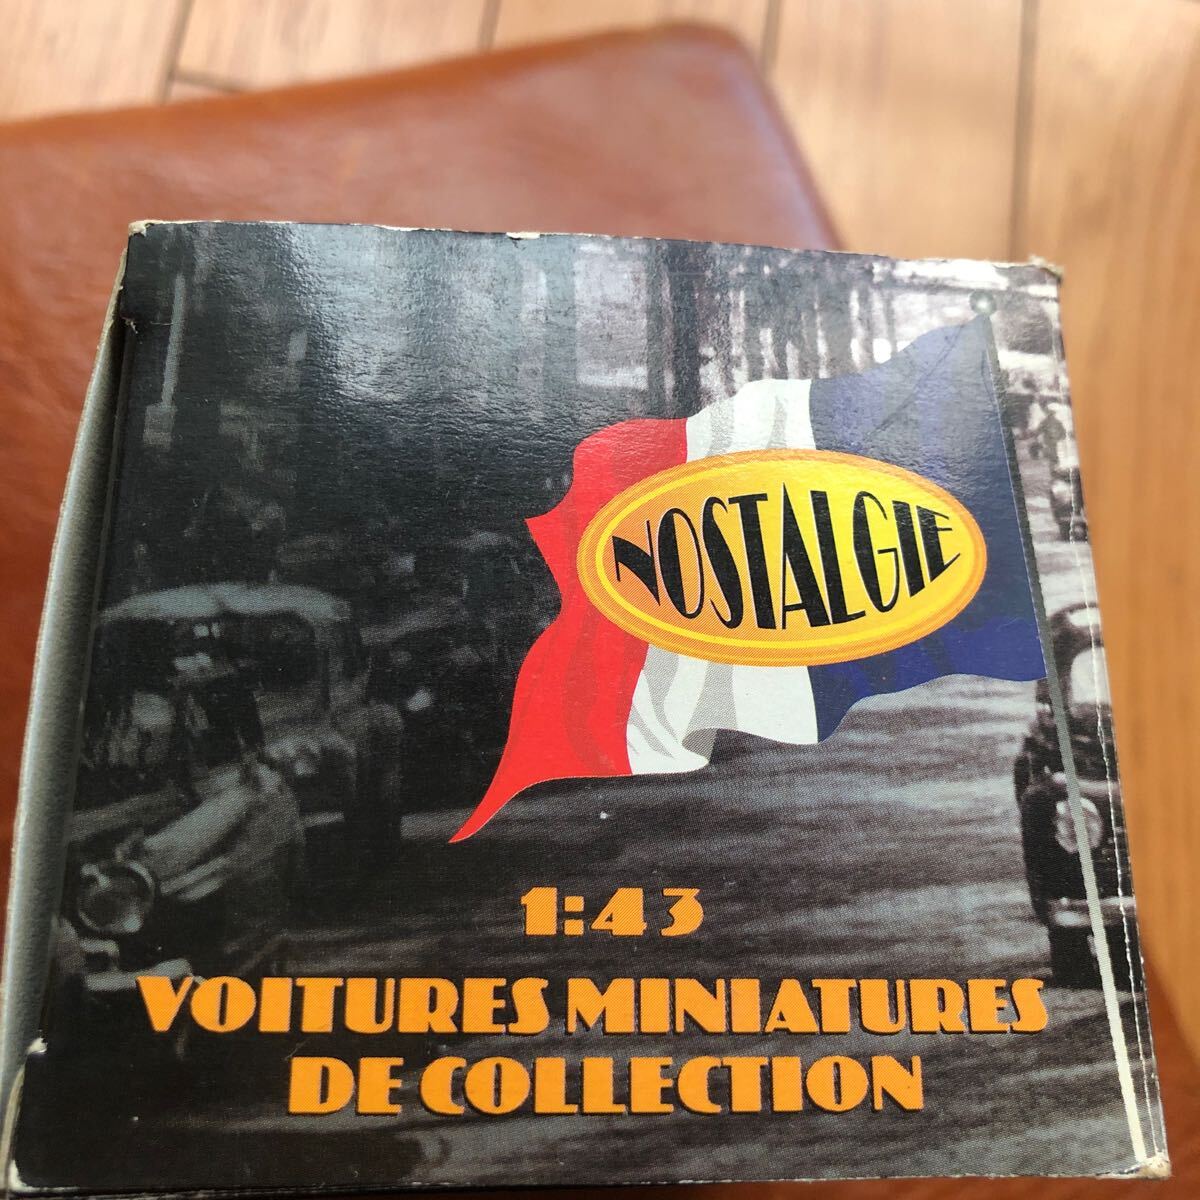 NOSTALGIE
1:43
VOITURES MINIATURES
DE COLLECTION